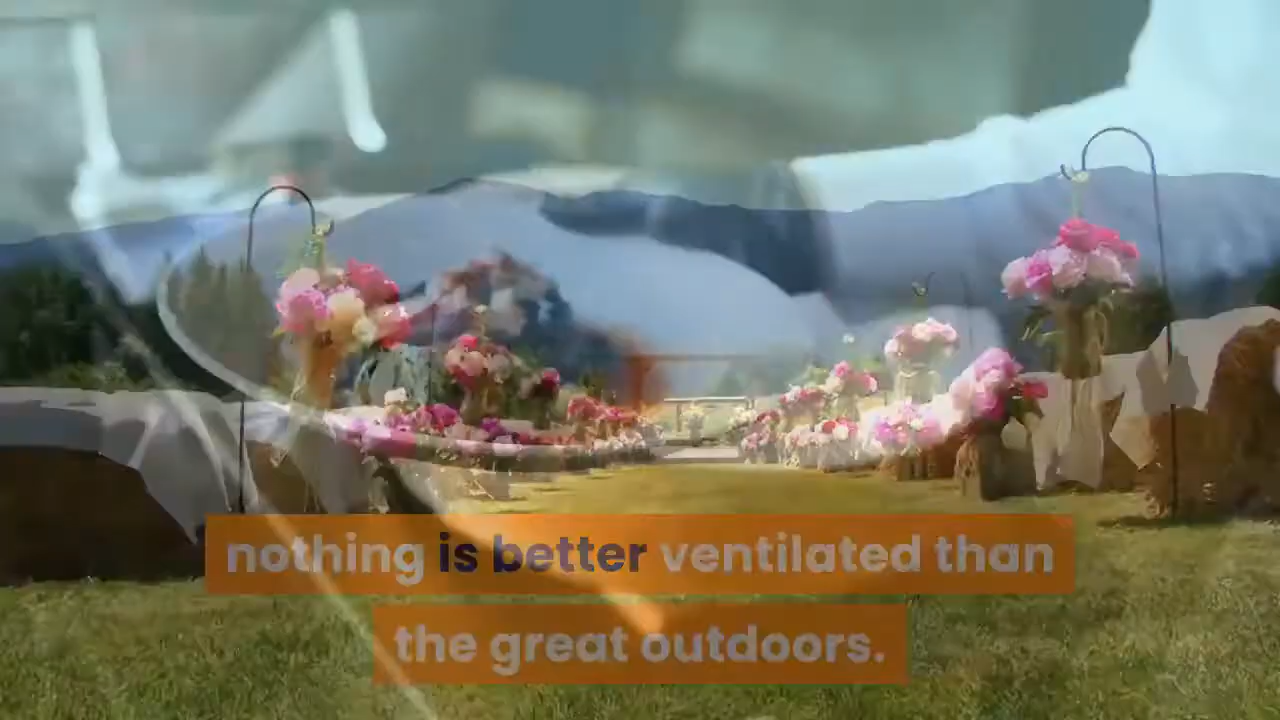 nothing is better ventilated than
the great outdoors.